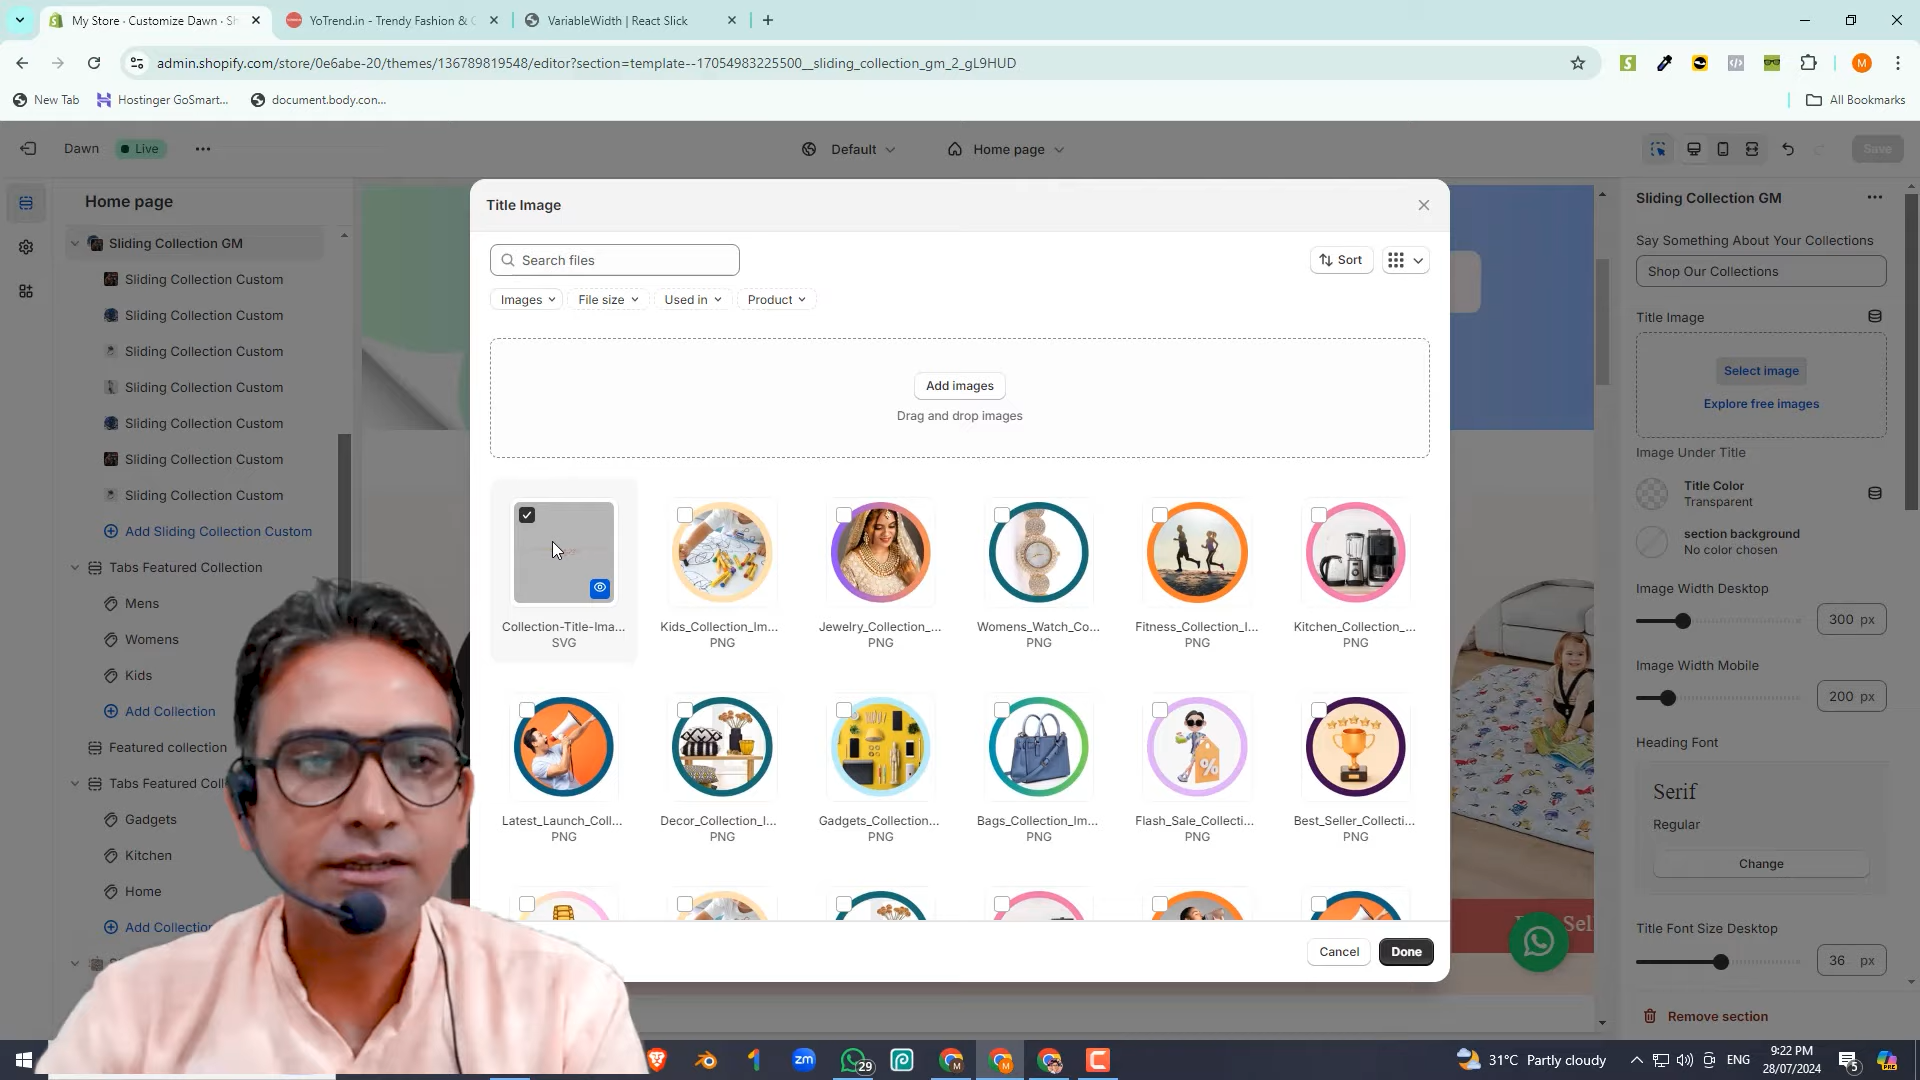 My Store · Customize Dawn · Sh
YoTrend.in - Trendy Fashion & G
VariableWidth | React Slick
admin.shopify.com/store/0e6abe-20/themes/136789819548/editor?section=template--17054983225500__sliding_collection_gm_2_gL9HUD
M
New Tab
Hostinger GoSmart...
document.body.con...
All Bookmarks
Dawn
Live
Default
Home page
Save
Home page
Sliding Collection GM
Sliding Collection Custom
Sliding Collection Custom
Sliding Collection Custom
Sliding Collection Custom
Sliding Collection Custom
Sliding Collection Custom
Sliding Collection Custom
Add Sliding Collection Custom
Tabs Featured Collection
Mens
Womens
Kids
Add Collection
Featured collection
Tabs Featured Coll
Gadgets
Kitchen
Home
Add Collection
Title Image
Search files
Sort
Images
File size
Used in
Product
Add images
Drag and drop images
Collection-Title-Ima...
SVG
Kids_Collection_Im...
PNG
Jewelry_Collection_...
PNG
Womens_Watch_Co...
PNG
Fitness_Collection_I...
PNG
Kitchen_Collection_...
PNG
Latest_Launch_Coll...
PNG
Decor_Collection_I...
PNG
Gadgets_Collection...
PNG
Bags_Collection_Im...
PNG
Flash_Sale_Collecti...
PNG
Best_Seller_Collecti...
PNG
Cancel
Done
Sliding Collection GM
Say Something About Your Collections
Shop Our Collections
Title Image
Select image
Explore free images
Image Under Title
Title Color
Transparent
section background
No color chosen
Image Width Desktop
300 px
Image Width Mobile
200 px
Heading Font
Serif
Regular
Change
Title Font Size Desktop
36 px
Remove section
zm
29
31°C Partly cloudy
ENG
9:22 PM
28/07/2024
5